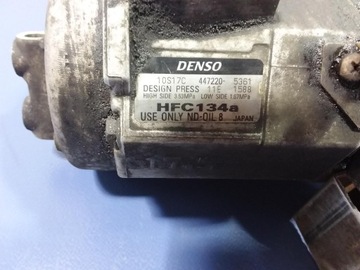 DENSO
10S17C 447220- 5361
DESIGN PRESS 11E 1588
HIGH SIDE 3.53MPa LOW SIDE 1.67MPa
HFC134a
USE ONLY ND-OIL 8 JAPAN